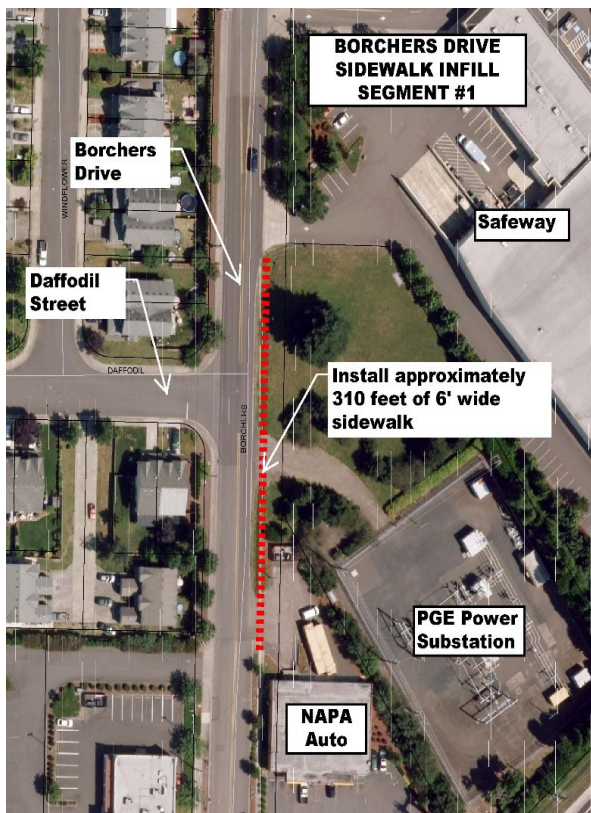 BORCHERS DRIVE
SIDEWALK INFILL
SEGMENT #1
Borchers
Drive
WINDFLOWER
Safeway
Daffodil
Street
DAFFODIL
Install approximately
310 feet of 6' wide
sidewalk
PGE Power
Substation
NAPA
Auto